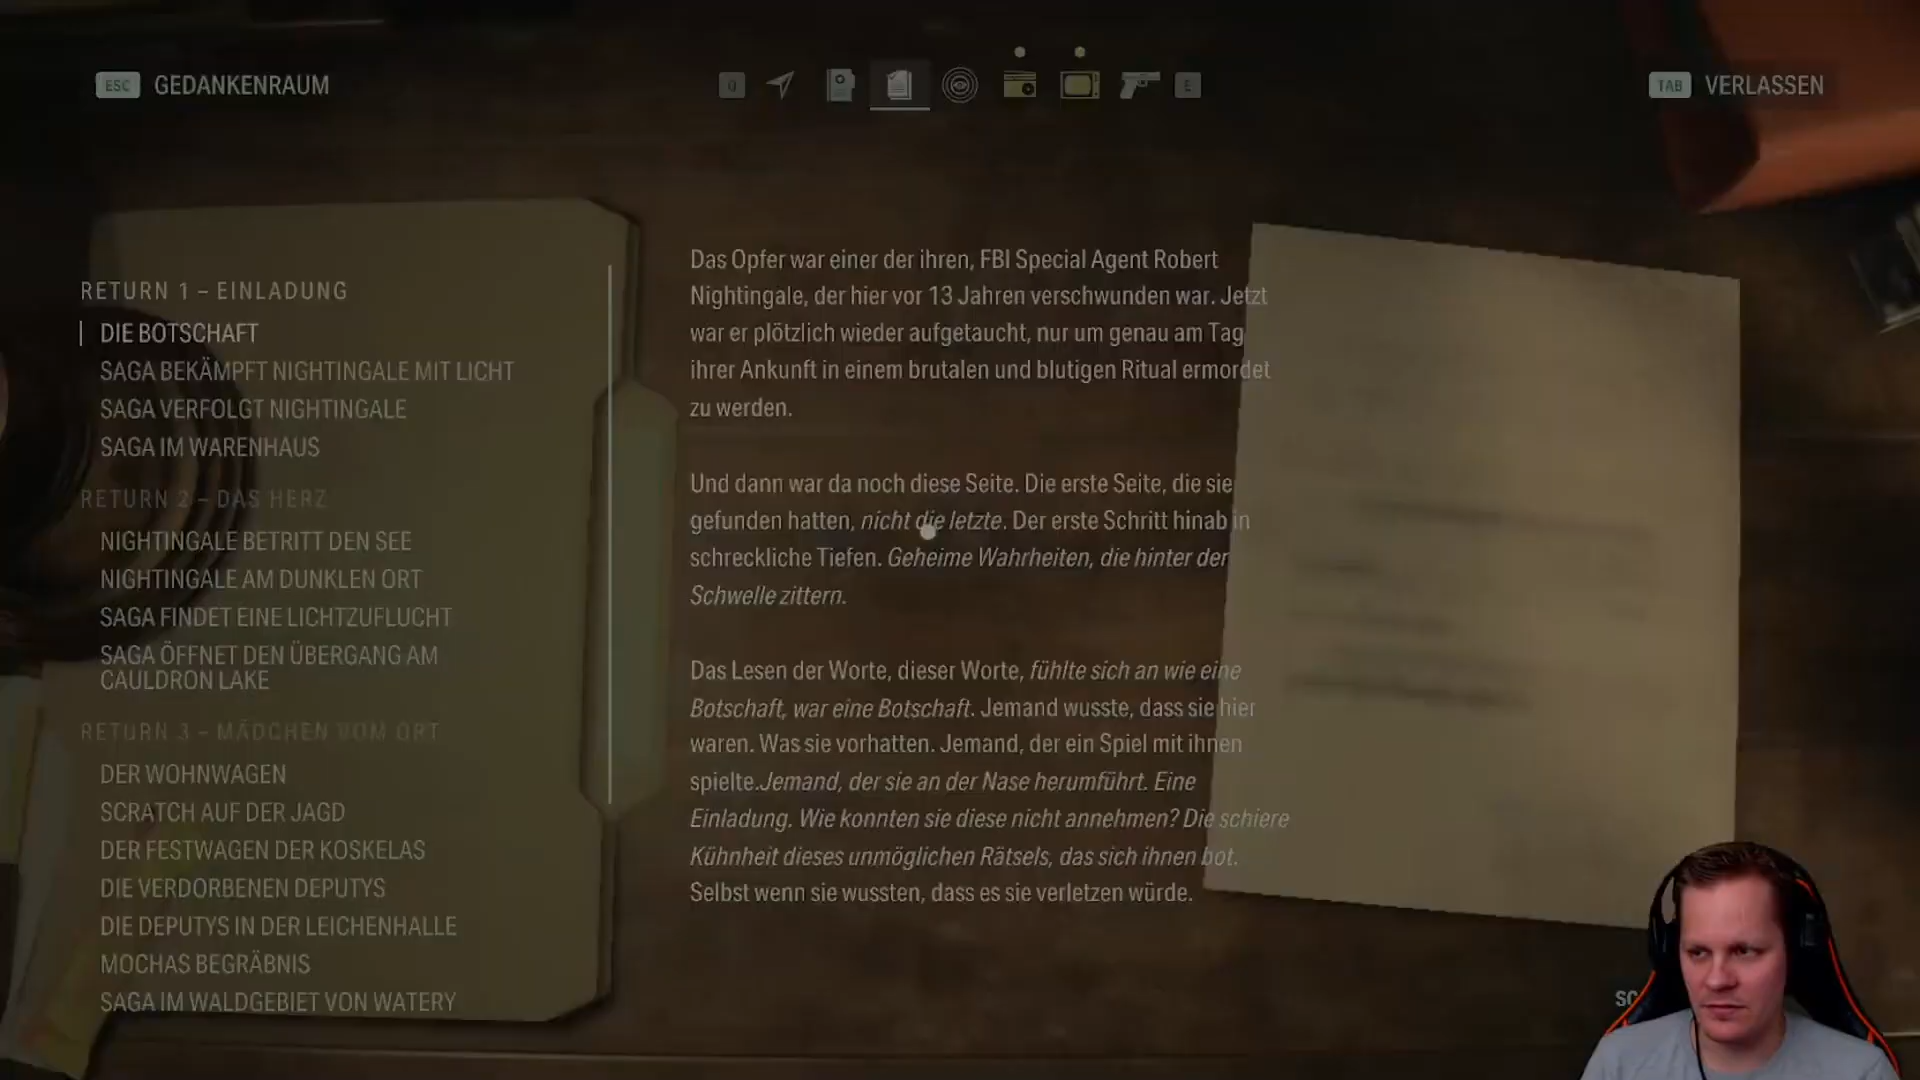 ESC GEDANKENRAUM
Q
E
TAB VERLASSEN
RETURN 1 – EINLADUNG
DIE BOTSCHAFT
SAGA BEKÄMPFT NIGHTINGALE MIT LICHT
SAGA VERFOLGT NIGHTINGALE
SAGA IM WARENHAUS
RETURN 2 – DAS HERZ
NIGHTINGALE BETRITT DEN SEE
NIGHTINGALE AM DUNKLEN ORT
SAGA FINDET EINE LICHTZUFLUCHT
SAGA ÖFFNET DEN ÜBERGANG AM
CAULDRON LAKE
RETURN 3 – MÄDCHEN VOM ORT
DER WOHNWAGEN
SCRATCH AUF DER JAGD
DER FESTWAGEN DER KOSKELAS
DIE VERDORBENEN DEPUTYS
DIE DEPUTYS IN DER LEICHENHALLE
MOCHAS BEGRÄBNIS
SAGA IM WALDGEBIET VON WATERY
Das Opfer war einer der ihren, FBI Special Agent Robert
Nightingale, der hier vor 13 Jahren verschwunden war. Jetzt
war er plötzlich wieder aufgetaucht, nur um genau am Tag
ihrer Ankunft in einem brutalen und blutigen Ritual ermordet
zu werden.
Und dann war da noch diese Seite. Die erste Seite, die sie
gefunden hatten, nicht die letzte. Der erste Schritt hinab in
schreckliche Tiefen. Geheime Wahrheiten, die hinter der
Schwelle zittern.
Das Lesen der Worte, dieser Worte, fühlte sich an wie eine
Botschaft, war eine Botschaft. Jemand wusste, dass sie hier
waren. Was sie vorhatten. Jemand, der ein Spiel mit ihnen
spielte.Jemand, der sie an der Nase herumführt. Eine
Einladung. Wie konnten sie diese nicht annehmen? Die schiere
Kühnheit dieses unmöglichen Rätsels, das sich ihnen bot.
Selbst wenn sie wussten, dass es sie verletzen würde.